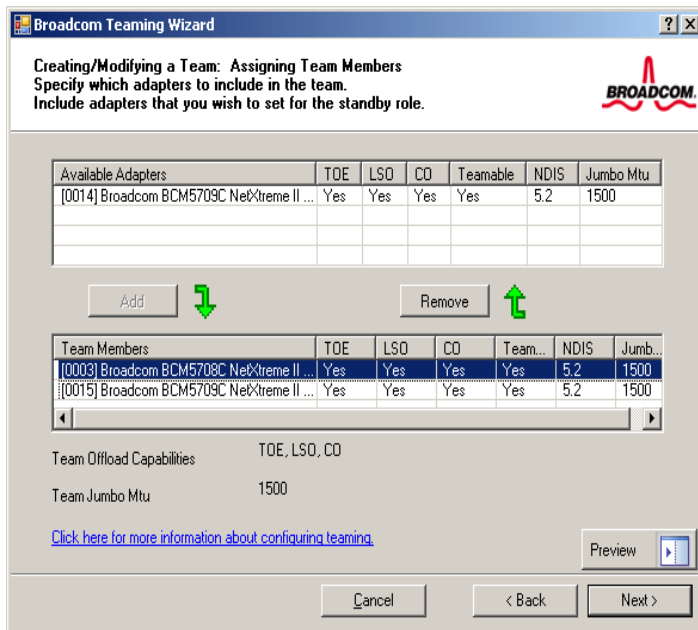 Broadcom Teaming Wizard
Creating/Modifying a Team: Assigning Team Members
Specify which adapters to include in the team.
Include adapters that you wish to set for the standby role.
BROADCOM.
Available Adapters TOE LSO CO Teamable NDIS Jumbo Mtu
[0014] Broadcom BCM5709C NetXtreme II ... Yes Yes Yes Yes 5.2 1500
Add Remove
Team Members TOE LSO CO Team... NDIS Jumb...
[0003] Broadcom BCM5708C NetXtreme II ... Yes Yes Yes Yes 5.2 1500
[0015] Broadcom BCM5709C NetXtreme II ... Yes Yes Yes Yes 5.2 1500
Team Offload Capabilities TOE, LSO, CO
Team Jumbo Mtu 1500
Click here for more information about configuring teaming.
Preview
Cancel < Back Next >